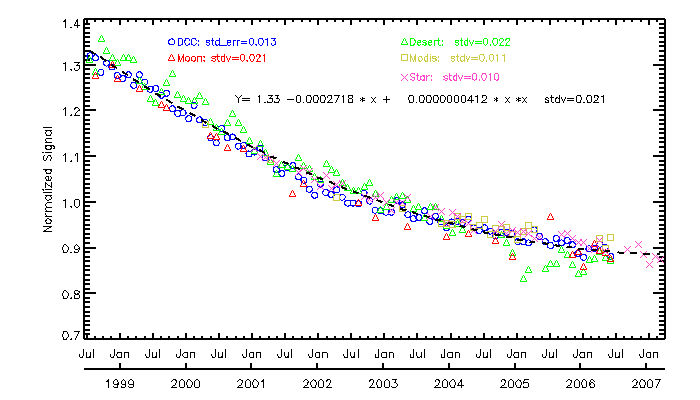 1.4
DCC: std_err=0.013 Desert: stdv=0.022
Moon: stdv=0.021 Modis: stdv=0.011
Star: stdv=0.010
1.3
Y= 1.33 -0.0002718 * x + 0.0000000412 * x *x stdv=0.021
1.2
1.1
1.0
0.9
0.8
0.7
Normalized Signal
Jul Jan Jul Jan Jul Jan Jul Jan Jul Jan Jul Jan Jul Jan Jul Jan Jul Jan
1999 2000 2001 2002 2003 2004 2005 2006 2007